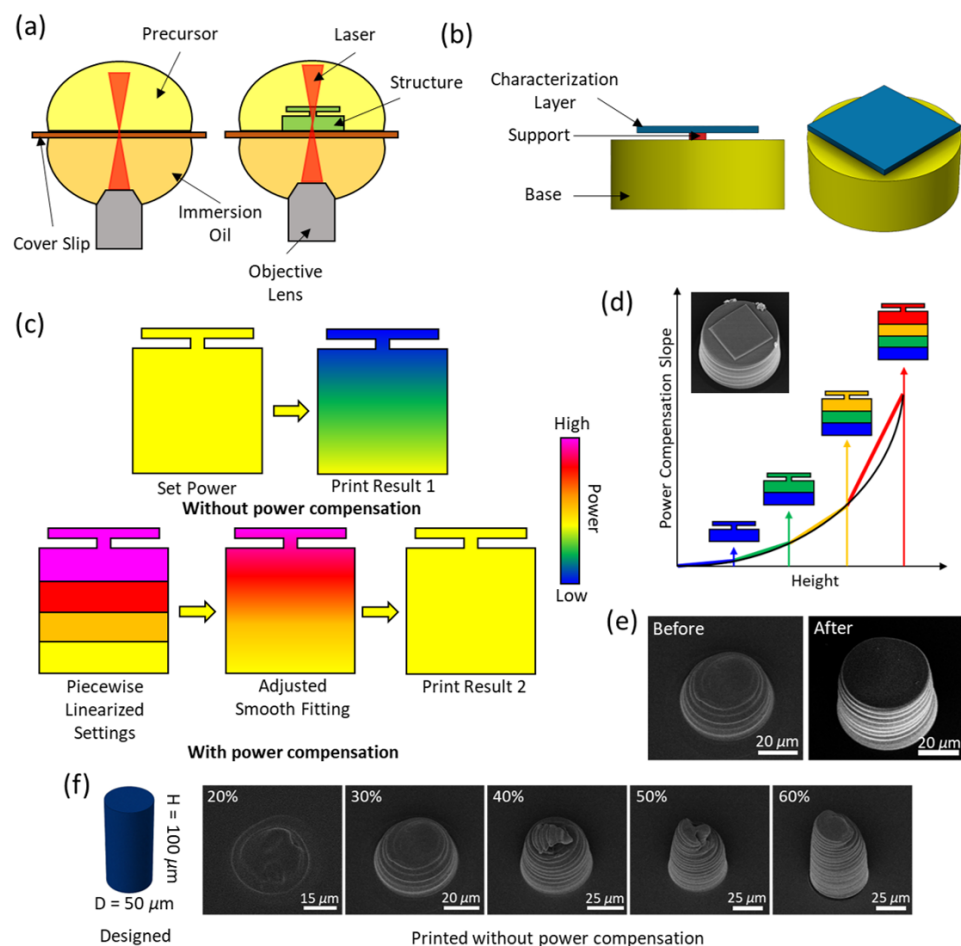 (a)
Precursor
Laser
Structure
Cover Slip
Immersion
Oil
Objective
Lens
(b)
Characterization
Layer
Support
Base
(c)
Set Power
Print Result 1
Without power compensation
High
Power
Low
Piecewise
Linearized
Settings
Adjusted
Smooth Fitting
Print Result 2
With power compensation
(d)
Power Compensation Slope
Height
(e)
Before
20 μm
After
20 μm
(f)
H = 100 μm
D = 50 μm
Designed
20%
15 μm
30%
20 μm
40%
25 μm
50%
25 μm
60%
25 μm
Printed without power compensation